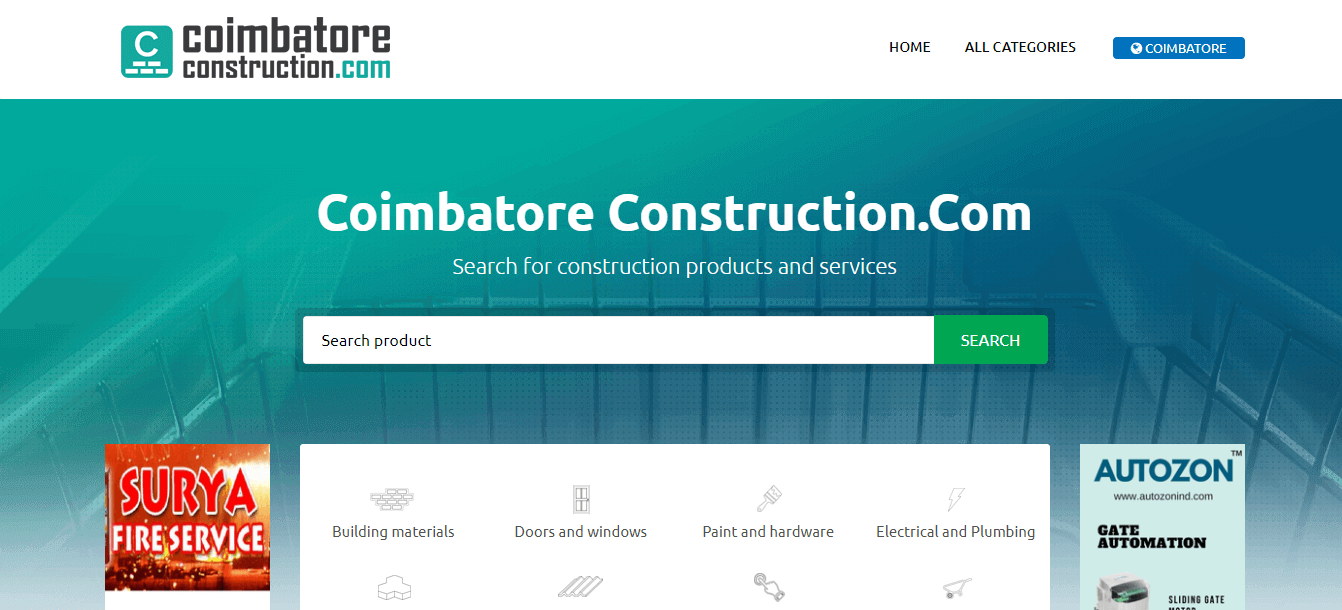 C
coimbatore
construction.com
HOME
ALL CATEGORIES
COIMBATORE
Coimbatore Construction.Com
Search for construction products and services
Search product
SEARCH
SURYA
FIRE SERVICE
Building materials
Doors and windows
Paint and hardware
Electrical and Plumbing
AUTOZON™
www.autozonind.com
GATE
AUTOMATION
SLIDING GATE
MOTOR